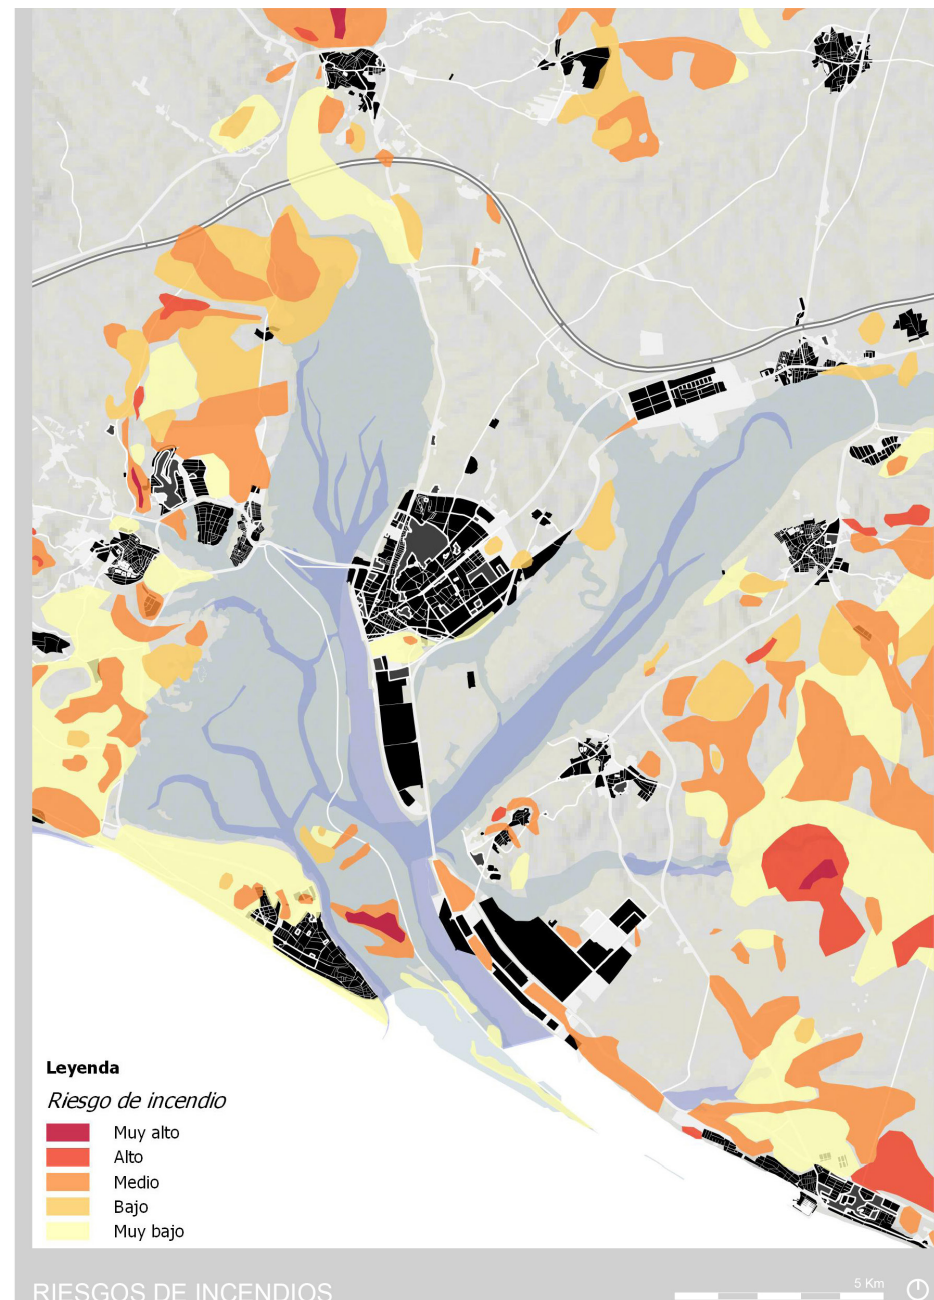 Leyenda
Riesgo de incendio
Muy alto
Alto
Medio
Bajo
Muy bajo
RIESGOS DE INCENDIOS
5 Km